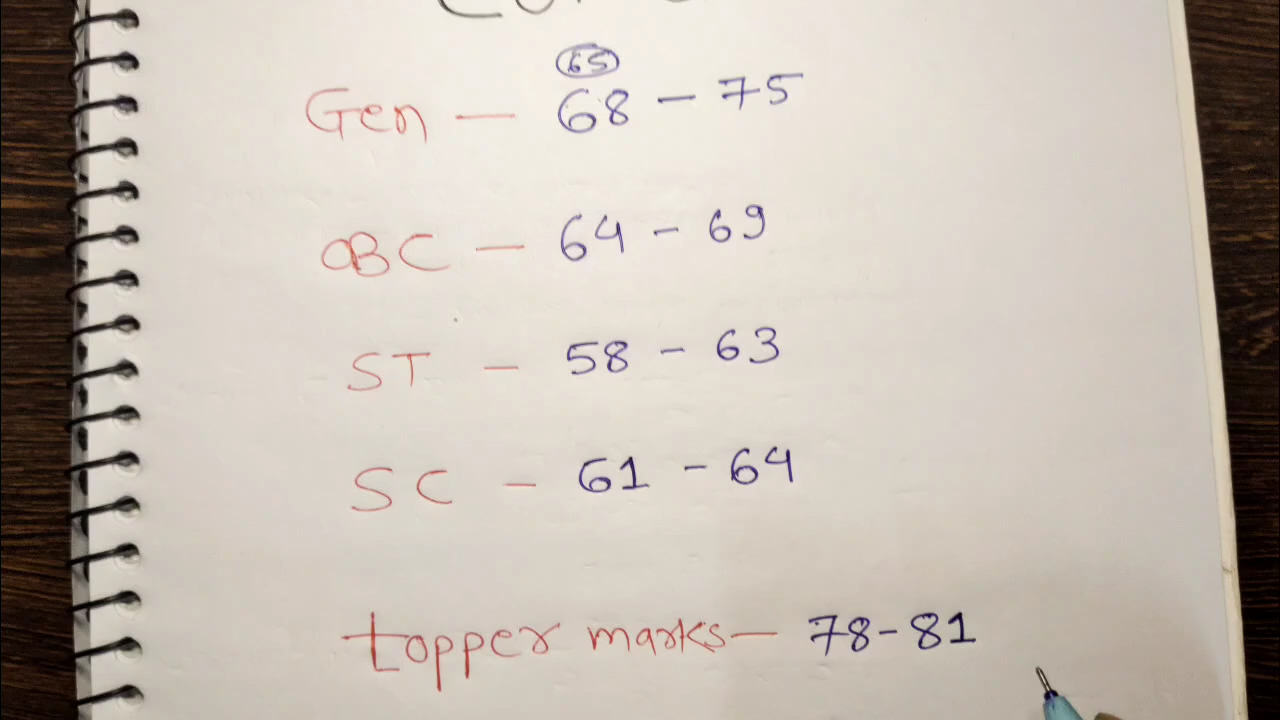 65
Gen — 68 – 75
OBC — 64 – 69
ST – 58 – 63
SC – 61 – 64
topper marks — 78-81